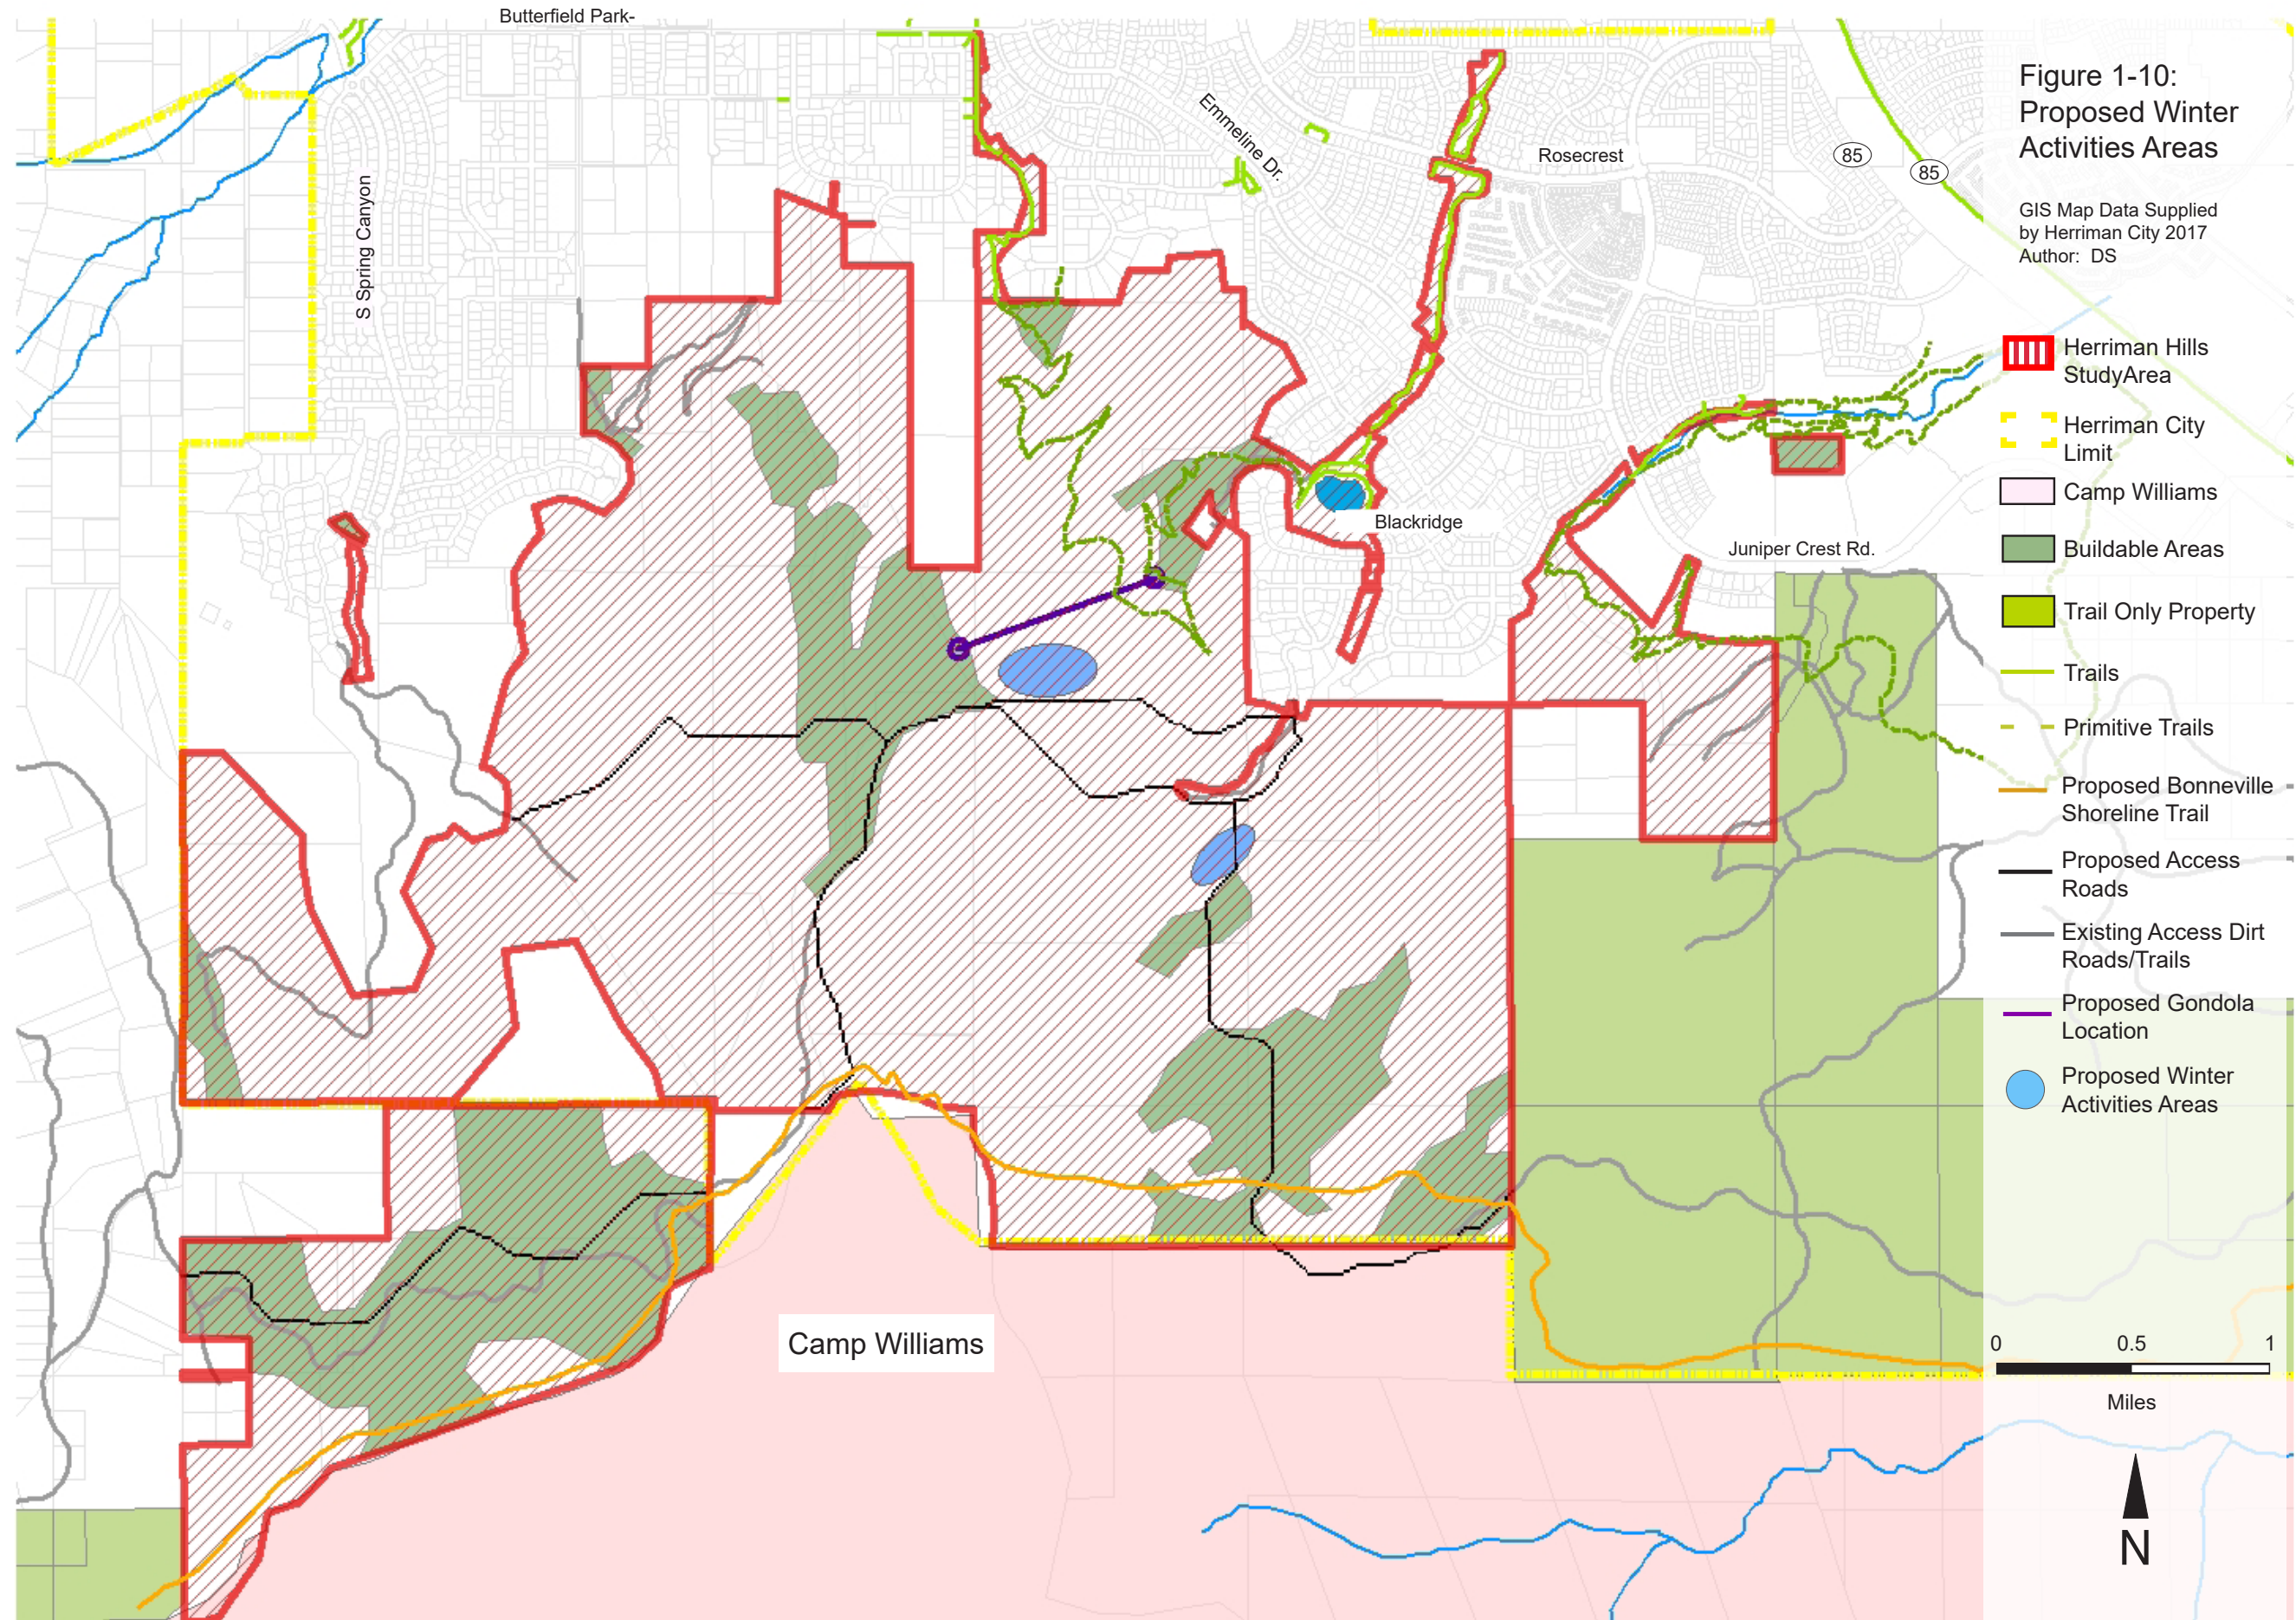 Butterfield Park-
Emmeline Dr.
Rosecrest
85
85
S Spring Canyon
Blackridge
Juniper Crest Rd.
Camp Williams
Figure 1-10:
Proposed Winter
Activities Areas
GIS Map Data Supplied
by Herriman City 2017
Author:  DS
Herriman Hills
StudyArea
Herriman City
Limit
Camp Williams
Buildable Areas
Trail Only Property
Trails
Primitive Trails
Proposed Bonneville
Shoreline Trail
Proposed Access
Roads
Existing Access Dirt
Roads/Trails
Proposed Gondola
Location
Proposed Winter
Activities Areas
0 0.5 1
Miles
N